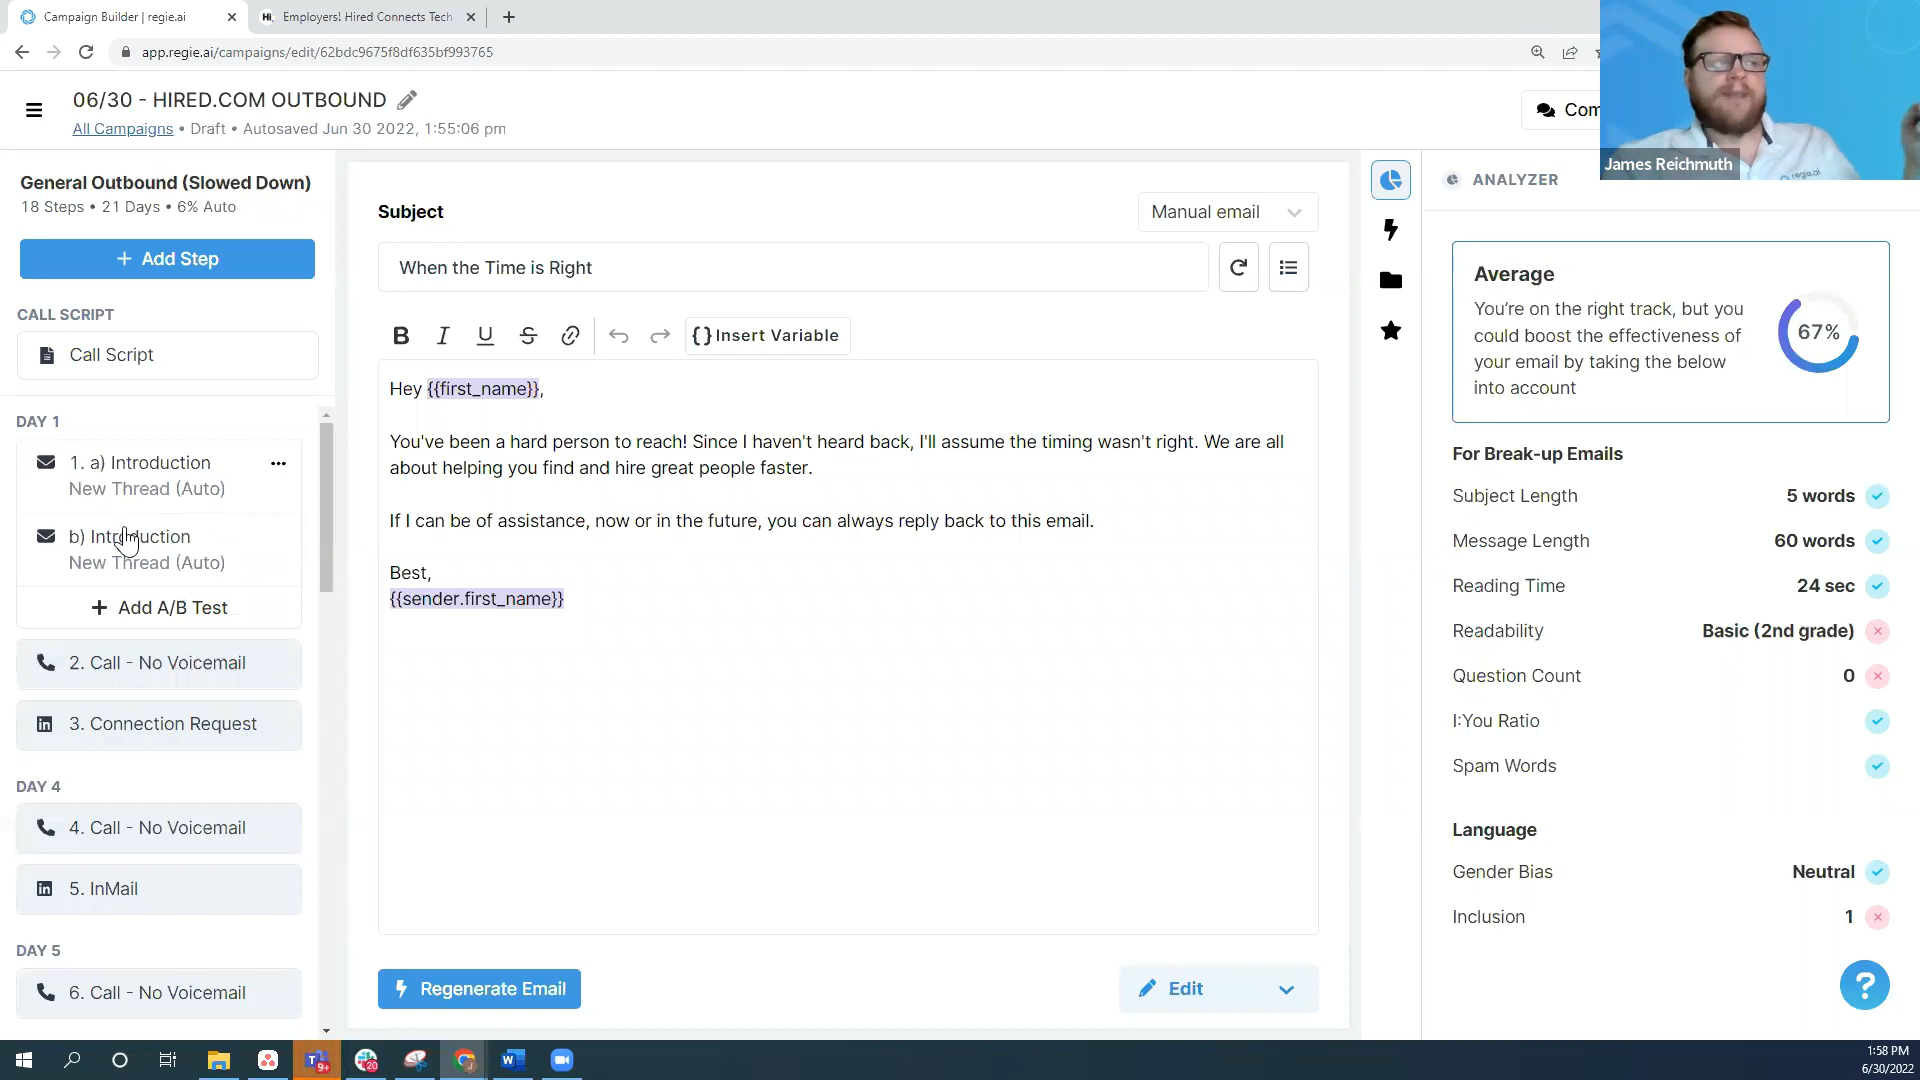 Campaign Builder | regie.ai
Employers! Hired Connects Tech
app.regie.ai/campaigns/edit/62bdc9675f8df635bf993765
06/30 - HIRED.COM OUTBOUND
All Campaigns • Draft • Autosaved Jun 30 2022, 1:55:06 pm
Com
James Reichmuth
regie.ai
General Outbound (Slowed Down)
18 Steps • 21 Days • 6% Auto
+ Add Step
CALL SCRIPT
Call Script
DAY 1
1. a) Introduction
New Thread (Auto)
b) Introduction
New Thread (Auto)
+ Add A/B Test
2. Call - No Voicemail
3. Connection Request
DAY 4
4. Call - No Voicemail
5. InMail
DAY 5
6. Call - No Voicemail
Subject
Manual email
When the Time is Right
B I U S
{} Insert Variable
Hey {{first_name}},
You've been a hard person to reach! Since I haven't heard back, I'll assume the timing wasn't right. We are all
about helping you find and hire great people faster.
If I can be of assistance, now or in the future, you can always reply back to this email.
Best,
{{sender.first_name}}
Regenerate Email
Edit
ANALYZER
Average
You're on the right track, but you
could boost the effectiveness of
your email by taking the below
into account
67%
For Break-up Emails
Subject Length 5 words
Message Length 60 words
Reading Time 24 sec
Readability Basic (2nd grade)
Question Count 0
I:You Ratio
Spam Words
Language
Gender Bias Neutral
Inclusion 1
?
9+
20
1:58 PM
6/30/2022